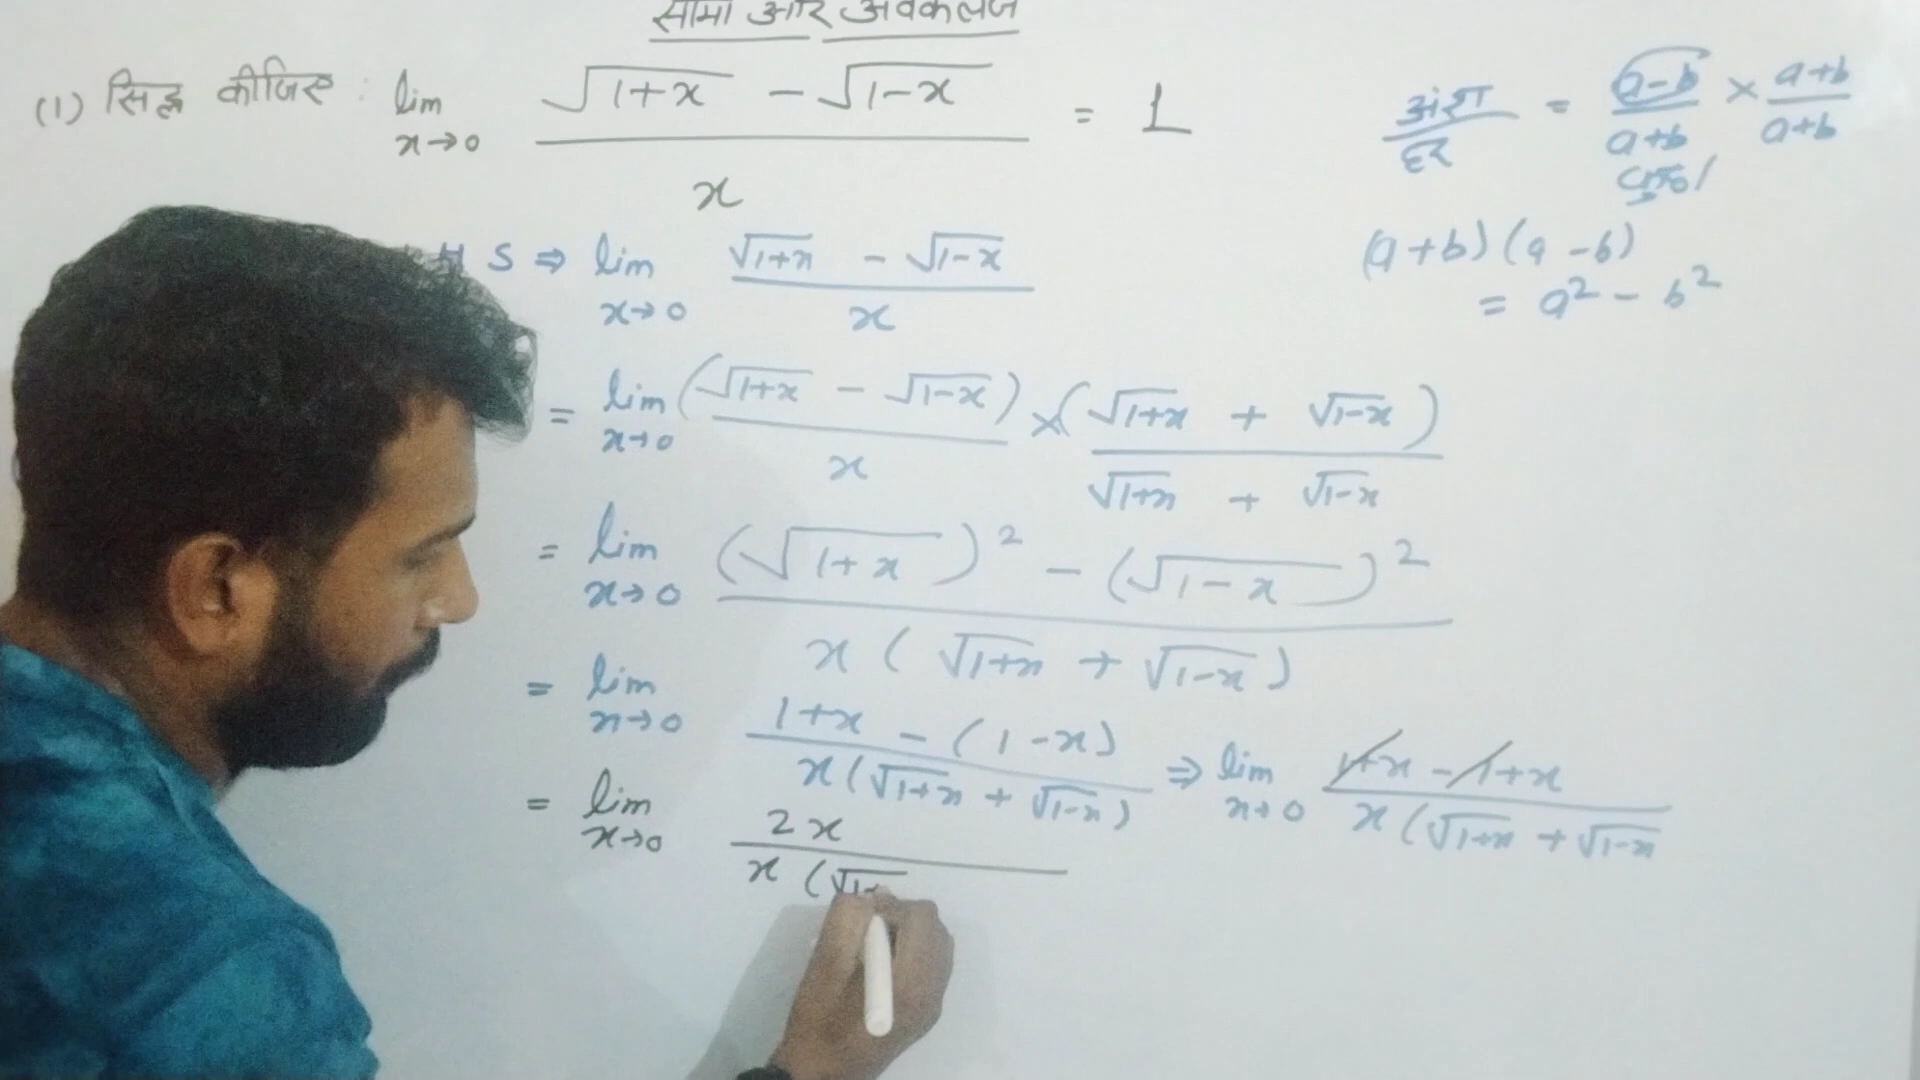 सीमा और अवकलज
(1) सिद्ध कीजिए : lim x→0 (√(1+x) - √(1-x)) / x = 1
H S ⇒ lim x→0 (√(1+x) - √(1-x)) / x
= lim x→0 (√(1+x) - √(1-x)) / x × (√(1+x) + √(1-x)) / √(1+x) + √(1-x)
= lim x→0 (√(1+x))² - (√(1-x))² / x(√(1+x) + √(1-x))
= lim x→0 1+x - (1-x) / x(√(1+x) + √(1-x)) ⇒ lim x→0 1+x - 1+x / x(√(1+x) + √(1-x)
= lim x→0 2x / x(√1
अंश / हर = a-b / a+b × a+b / a+b
(a+b)(a-b)
= a² - b²